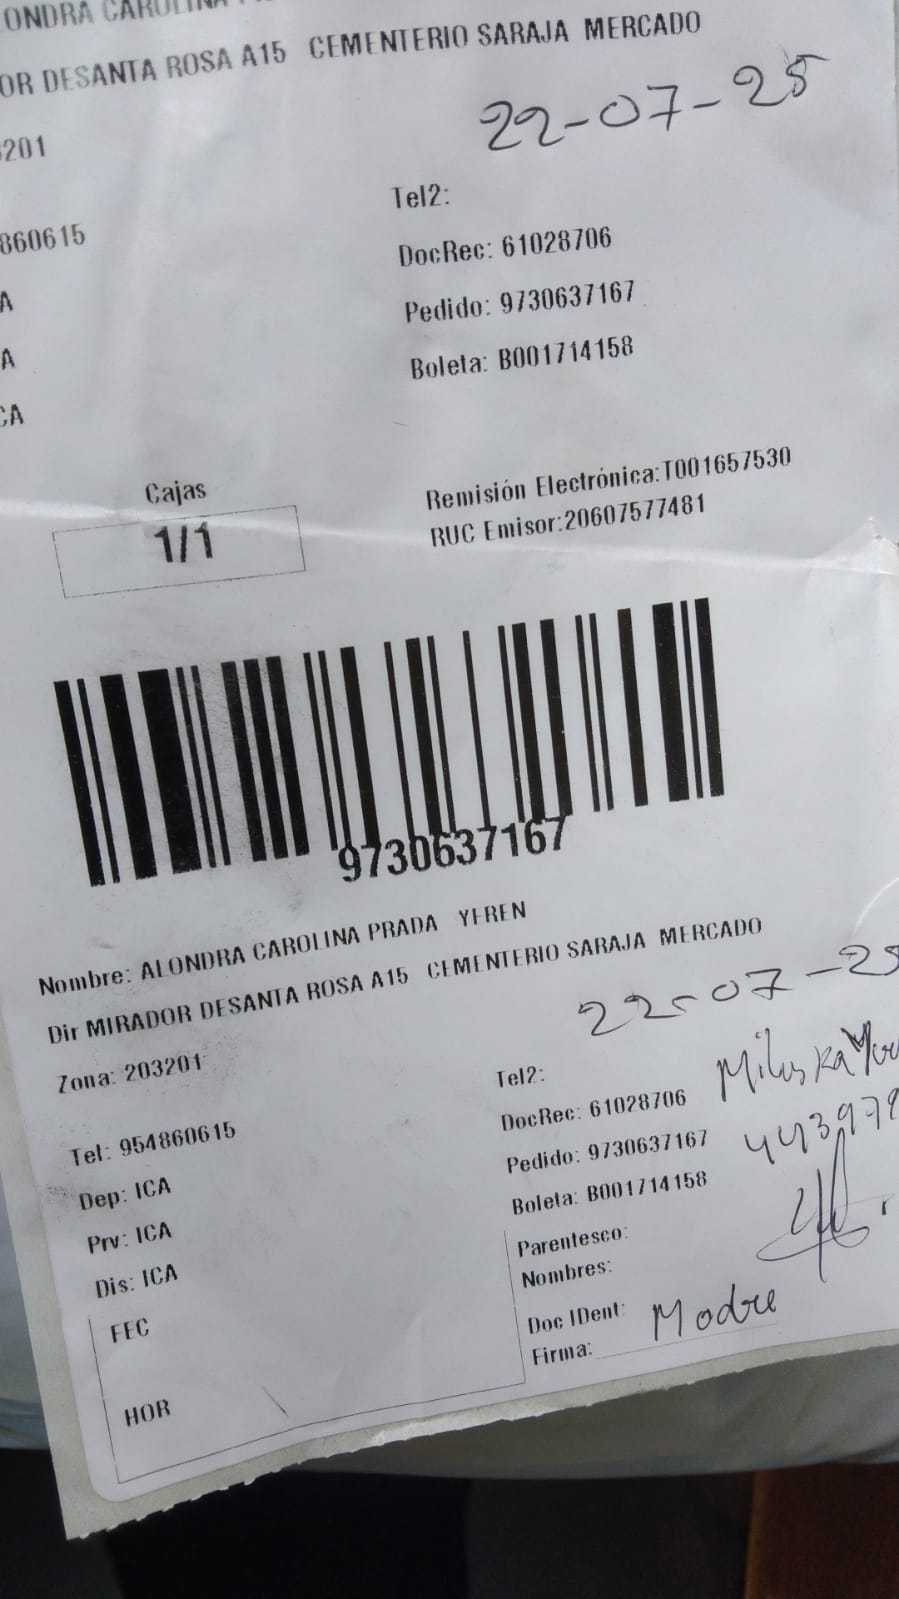 ONDRA CAROLINA
OR DESANTA ROSA A15 CEMENTERIO SARAJA MERCADO
22-07-25
201
Tel2:
860615
DocRec: 61028706
A
Pedido: 9730637167
A
Boleta: B001714158
CA
Cajas
1/1
Remisión Electrónica:T001657530
RUC Emisor:20607577481
9730637167
Nombre: ALONDRA CAROLINA PRADA YFREN
Dir MIRADOR DESANTA ROSA A15 CEMENTERIO SARAJA MERCADO
22-07-25
Zona: 203201
Tel2:
Miluska
DocRec: 61028706
Tel: 954860615
Pedido: 9730637167
443979
Dep: ICA
Boleta: B001714158
Prv: ICA
Parentesco:
Dis: ICA
Nombres:
FEC
Doc IDent:
Madre
Firma:
HOR